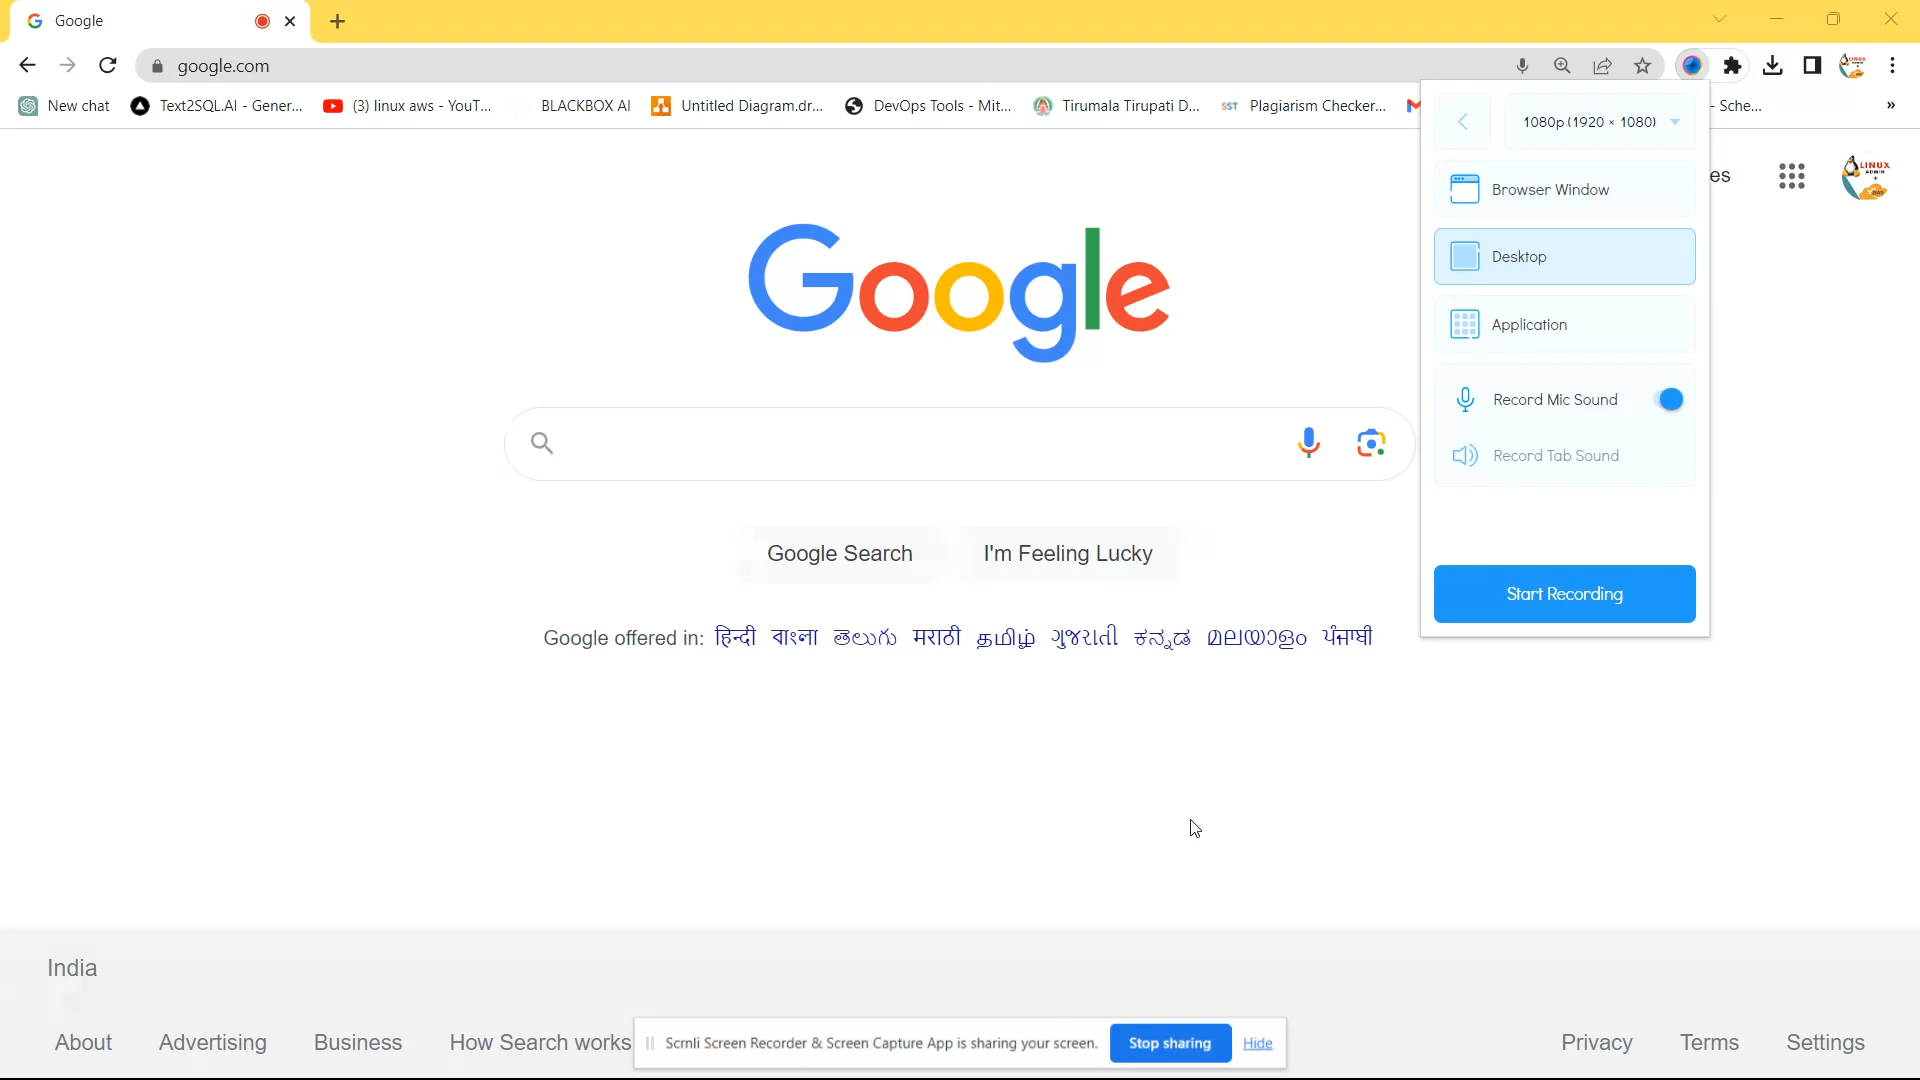 Google
google.com
New chat
Text2SQL.AI - Gener...
(3) linux aws - YouT...
BLACKBOX AI
Untitled Diagram.dr...
DevOps Tools - Mit...
Tirumala Tirupati D...
SST Plagiarism Checker...
- Sche...
»
1080p (1920 × 1080)
es
LINUX
ADMIN
+
aws
Browser Window
Desktop
Application
Record Mic Sound
Record Tab Sound
Start Recording
Google
Google Search
I'm Feeling Lucky
Google offered in: हिन्दी বাংলা తెలుగు मराठी தமிழ் ગુજરાતી ಕನ್ನಡ മലയാളം ਪੰਜਾਬੀ
India
About
Advertising
Business
How Search works
Scrnli Screen Recorder & Screen Capture App is sharing your screen.
Stop sharing
Hide
Privacy
Terms
Settings